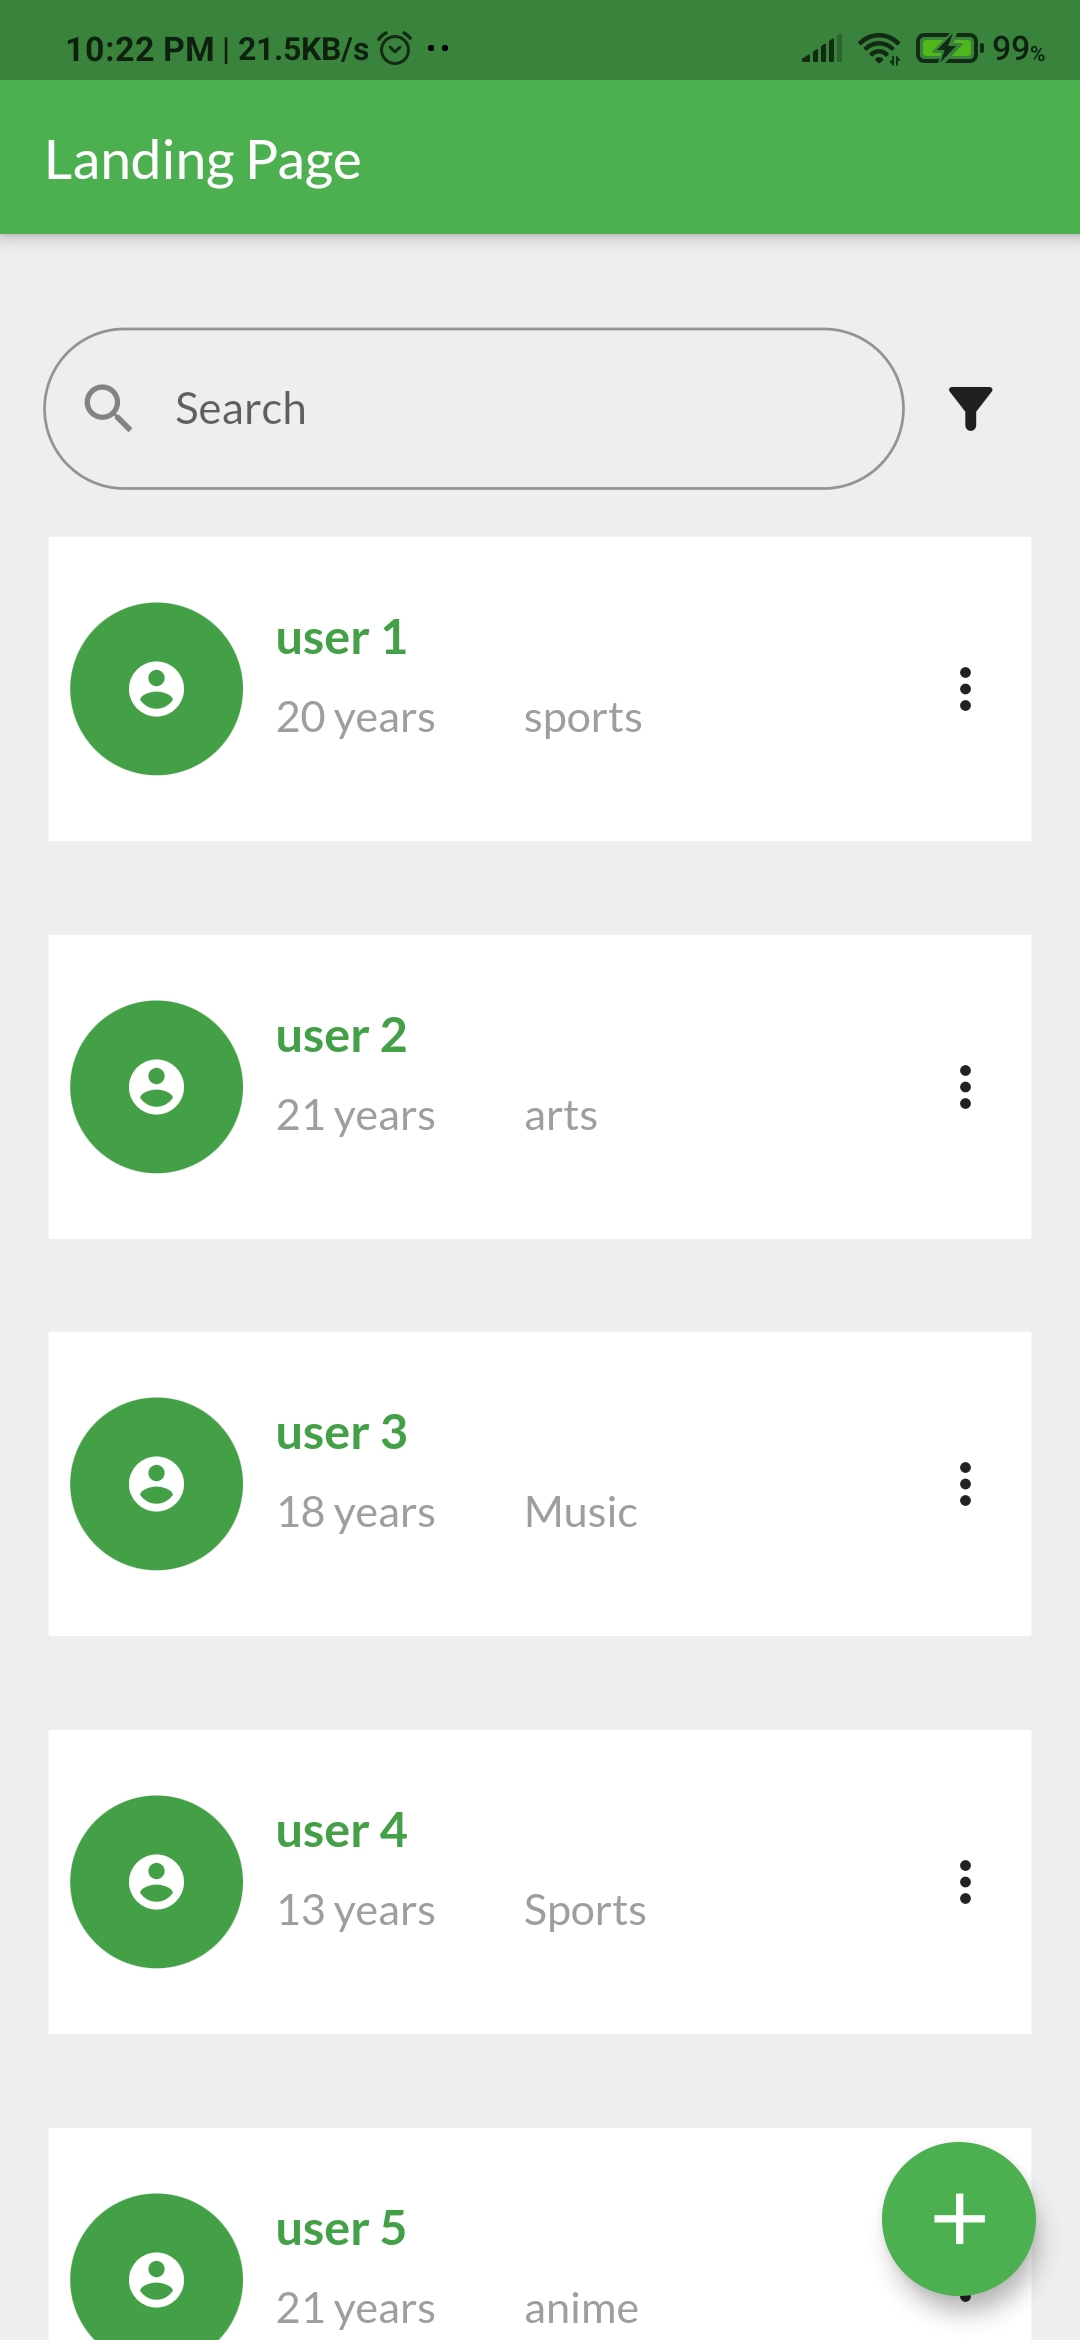 10:22 PM | 21.5KB/s
99%
Landing Page
Search
user 1
20 years sports
user 2
21 years arts
user 3
18 years Music
user 4
13 years Sports
user 5
21 years anime